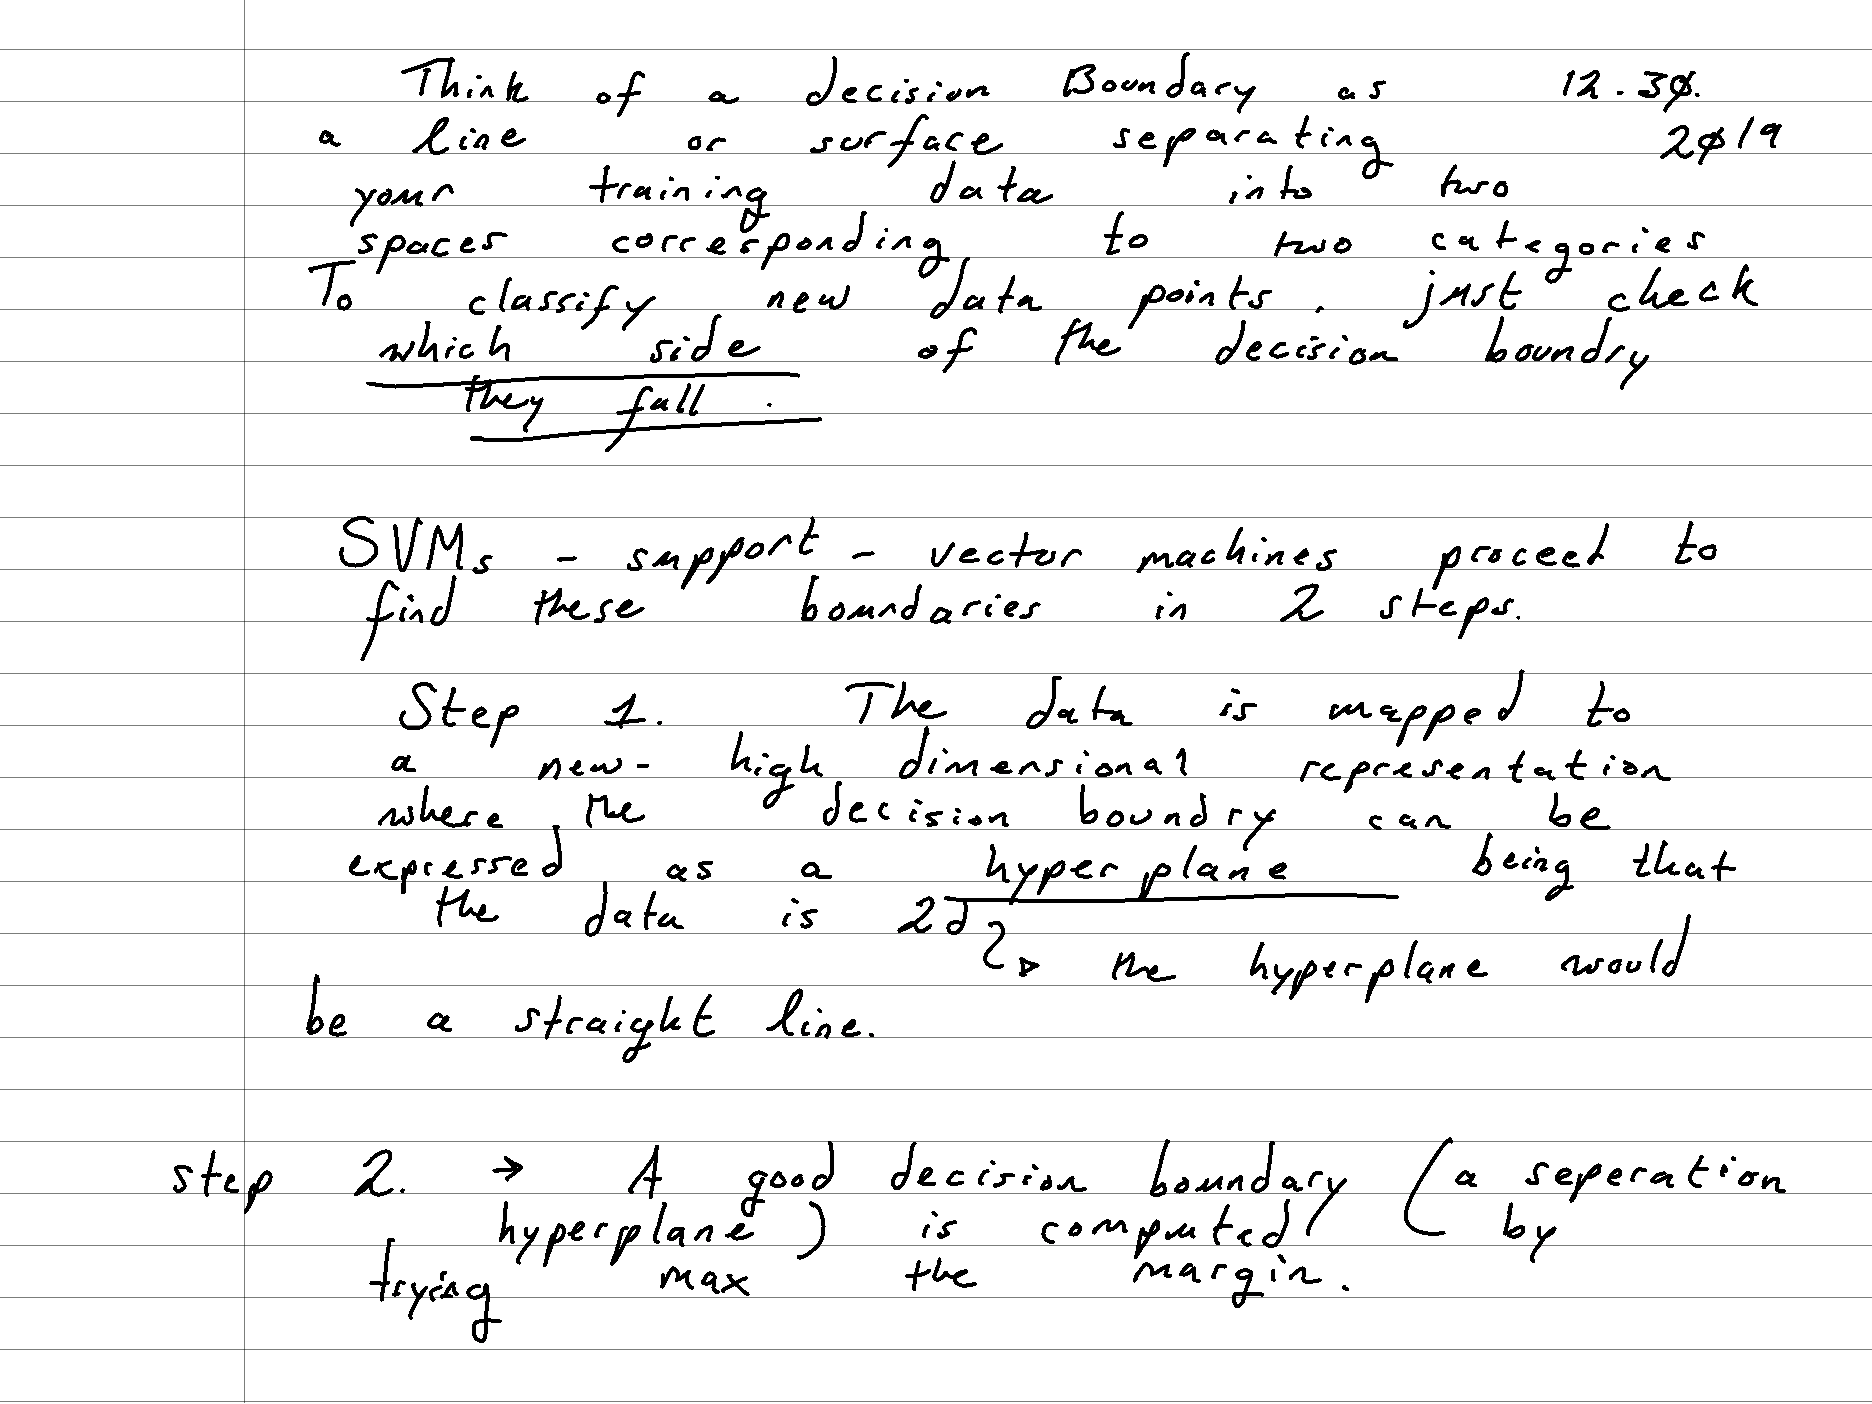 Think of a decision Boundary as 12.30.
a line or surface separating 2019
your training data into two
spaces corresponding to two categories
To classify new data points, just check
which side of the decision boundry
they fall.
SVMs - support - vector machines proceed to
find these boundaries in 2 steps.
Step 1. The data is mapped to
a new- high dimensional representation
where the decision boundry can be
expressed as a hyperplane being that
the data is 2d
the hyperplane would
be a straight line.
step 2. → A good decision boundary (a seperation
hyperplane) is computed by
trying max the margin.